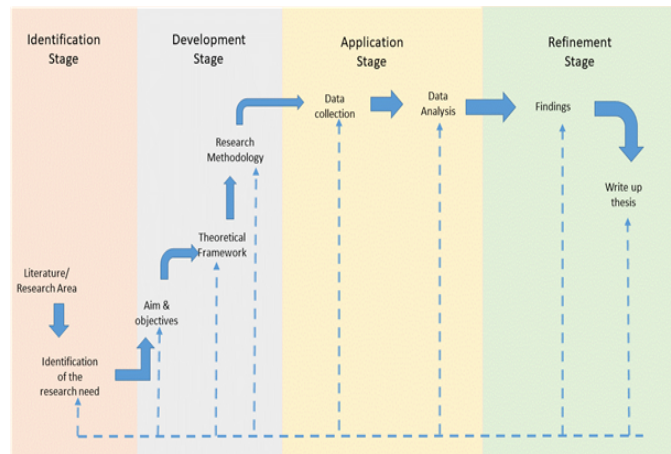 Identification
Stage
Development
Stage
Application
Stage
Refinement
Stage
Literature/
Research Area
Identification
of the
research need
Aim &
objectives
Theoretical
Framework
Research
Methodology
Data
collection
Data
Analysis
Findings
Write up
thesis